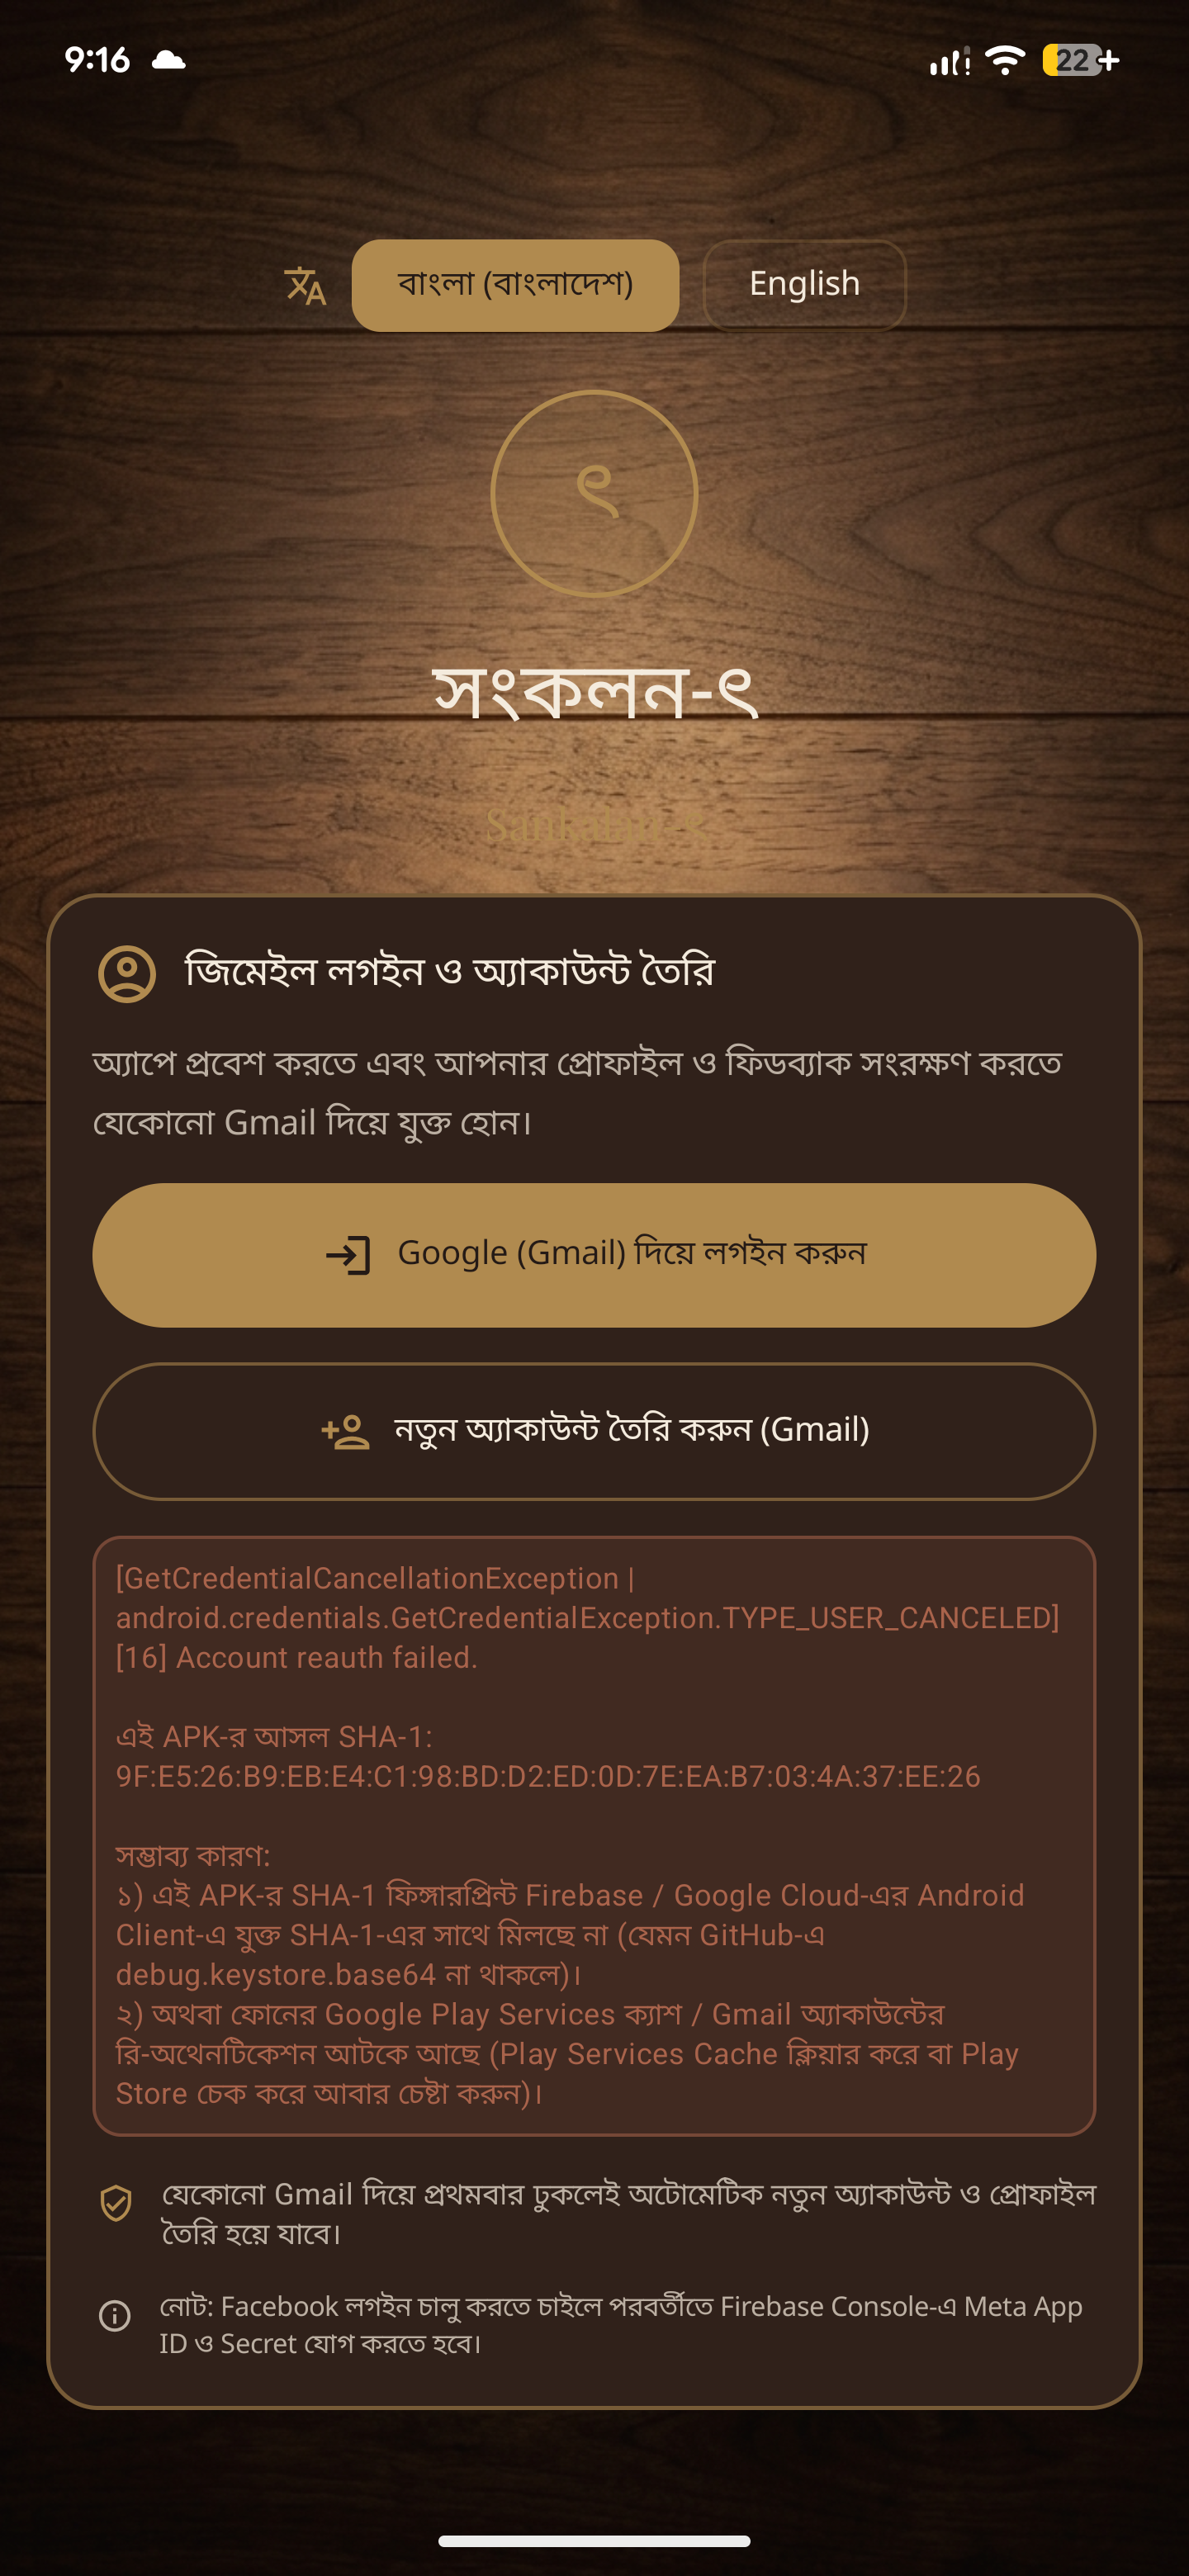 9:16
22
বাংলা (বাংলাদেশ)
English
ৎ
সংকলন-ৎ
Sankalan-ৎ
জিমেইল লগইন ও অ্যাকাউন্ট তৈরি
অ্যাপে প্রবেশ করতে এবং আপনার প্রোফাইল ও ফিডব্যাক সংরক্ষণ করতে
যেকোনো Gmail দিয়ে যুক্ত হোন।
Google (Gmail) দিয়ে লগইন করুন
নতুন অ্যাকাউন্ট তৈরি করুন (Gmail)
[GetCredentialCancellationException |
android.credentials.GetCredentialException.TYPE_USER_CANCELED]
[16] Account reauth failed.
এই APK-র আসল SHA-1:
9F:E5:26:B9:EB:E4:C1:98:BD:D2:ED:0D:7E:EA:B7:03:4A:37:EE:26
সম্ভাব্য কারণ:
১) এই APK-র SHA-1 ফিঙ্গারপ্রিন্ট Firebase / Google Cloud-এর Android
Client-এ যুক্ত SHA-1-এর সাথে মিলছে না (যেমন GitHub-এ
debug.keystore.base64 না থাকলে)।
২) অথবা ফোনের Google Play Services ক্যাশ / Gmail অ্যাকাউন্টের
রি-অথেনটিকেশন আটকে আছে (Play Services Cache ক্লিয়ার করে বা Play
Store চেক করে আবার চেষ্টা করুন)।
যেকোনো Gmail দিয়ে প্রথমবার ঢুকলেই অটোমেটিক নতুন অ্যাকাউন্ট ও প্রোফাইল
তৈরি হয়ে যাবে।
নোট: Facebook লগইন চালু করতে চাইলে পরবর্তীতে Firebase Console-এ Meta App
ID ও Secret যোগ করতে হবে।